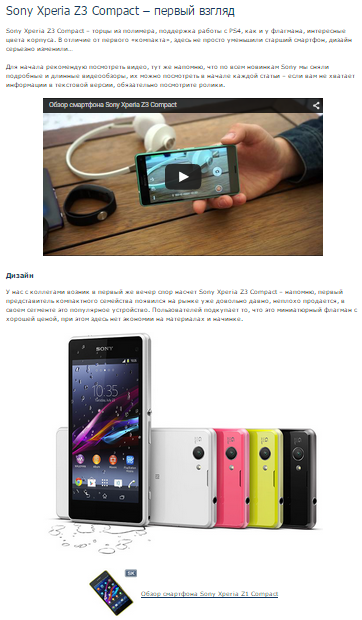 Sony Xperia Z3 Compact – первый взгляд
Sony Xperia Z3 Compact – торцы из полимера, поддержка работы с PS4, как и у флагмана, интересные
цвета корпуса. В отличие от первого «компакта», здесь не просто уменьшили старший смартфон, дизайн
серьезно изменили...
Для начала рекомендую посмотреть видео, тут же напомню, что по всем новинкам Sony мы сняли
подробные и длинные видеообзоры, их можно посмотреть в начале каждой статьи – если вам не хватает
информации в текстовой версии, обязательно посмотрите ролики.
Обзор смартфона Sony Xperia Z3 Compact
Дизайн
У нас с коллегами возник в первый же вечер спор насчет Sony Xperia Z3 Compact – напомню, первый
представитель компактного семейства появился на рынке уже довольно давно, неплохо продается, в
своем сегменте это популярное устройство. Пользователей подкупает то, что это миниатюрный флагман с
хорошей ценой, при этом здесь нет экономии на материалах и начинке.
SONY
10:35
Обзор смартфона Sony Xperia Z1 Compact